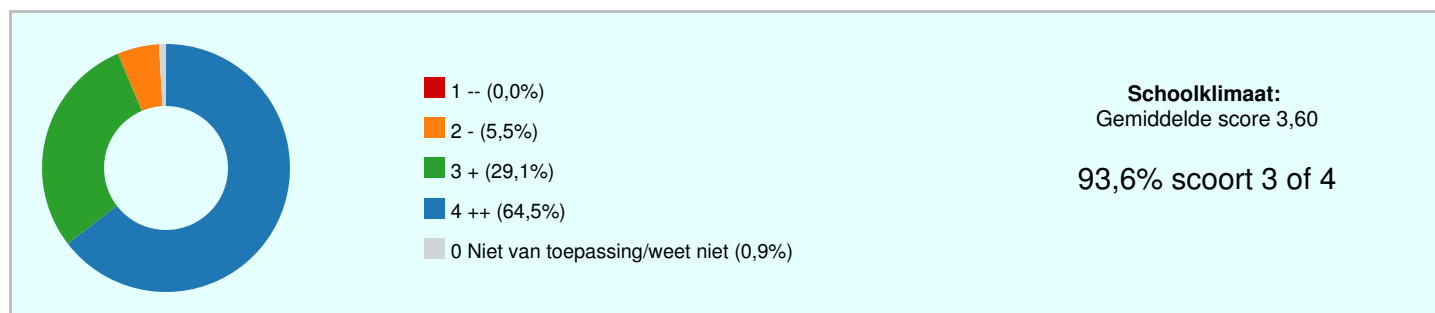 1 -- (0,0%)
2 - (5,5%)
3 + (29,1%)
4 ++ (64,5%)
0 Niet van toepassing/weet niet (0,9%)
Schoolklimaat:
Gemiddelde score 3,60
93,6% scoort 3 of 4